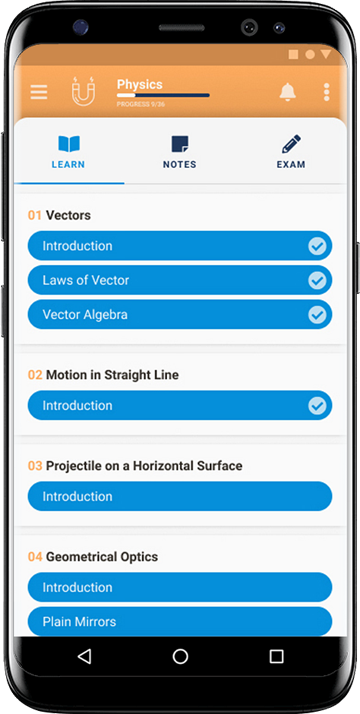 Physics
PROGRESS 9/36
LEARN
NOTES
EXAM
01 Vectors
Introduction
Laws of Vector
Vector Algebra
02 Motion in Straight Line
Introduction
03 Projectile on a Horizontal Surface
Introduction
04 Geometrical Optics
Introduction
Plain Mirrors